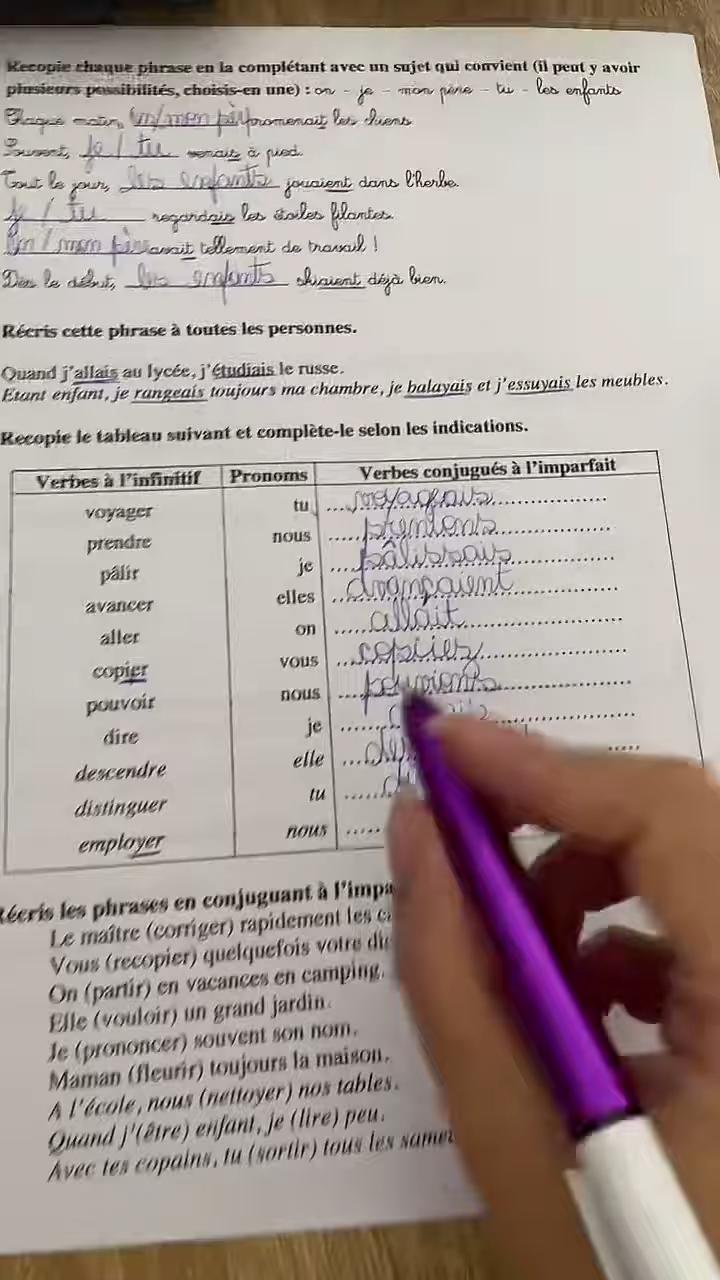 Recopie chaque phrase en la complétant avec un sujet qui convient (il peut y avoir
plusieurs possibilités, choisis-en une) : on - je - mon père - tu - les enfants
Chaque matin, on/mon père promenait les chiens.
Souvent, je / tu venais à pied.
Tout le jour, les enfants jouaient dans l'herbe.
je / tu regardais les étoiles filantes.
on / mon père avait tellement de travail !
Dès le début, les enfants skiaient déjà bien.
Récris cette phrase à toutes les personnes.
Quand j'allais au lycée, j'étudiais le russe.
Etant enfant, je rangeais toujours ma chambre, je balayais et j'essuyais les meubles.
Recopie le tableau suivant et complète-le selon les indications.
Verbes à l'infinitif Pronoms Verbes conjugués à l'imparfait
voyager tu voyageais
prendre nous prenions
pâlir je pâlissais
avancer elles avançaient
aller on allait
copier vous copiiez
pouvoir nous pouvions
dire je
descendre elle
distinguer tu
employer nous
Récris les phrases en conjuguant à l'impa
Le maître (corriger) rapidement les c
Vous (recopier) quelquefois votre di
On (partir) en vacances en camping.
Elle (vouloir) un grand jardin.
Je (prononcer) souvent son nom.
Maman (fleurir) toujours la maison.
A l'école, nous (nettoyer) nos tables.
Quand j'(être) enfant, je (lire) peu.
Avec tes copains, tu (sortir) tous les same